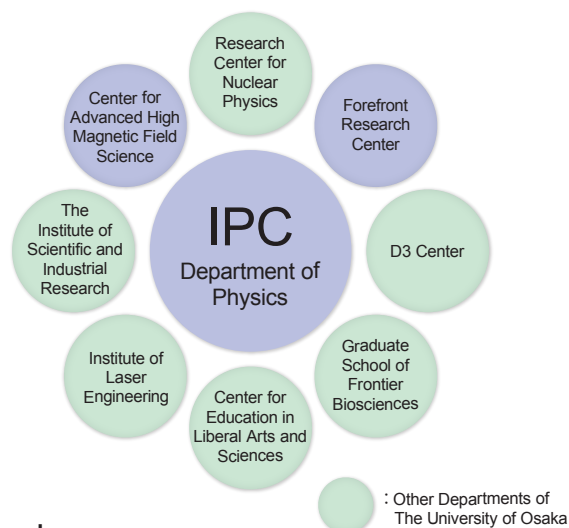 Research
Center for
Nuclear
Physics
Center for
Advanced High
Magnetic Field
Science
Forefront
Research
Center
The
Institute of
Scientific and
Industrial
Research
IPC
Department of
Physics
D3 Center
Institute of
Laser
Engineering
Center for
Education in
Liberal Arts and
Sciences
Graduate
School of
Frontier
Biosciences
: Other Departments of
The University of Osaka